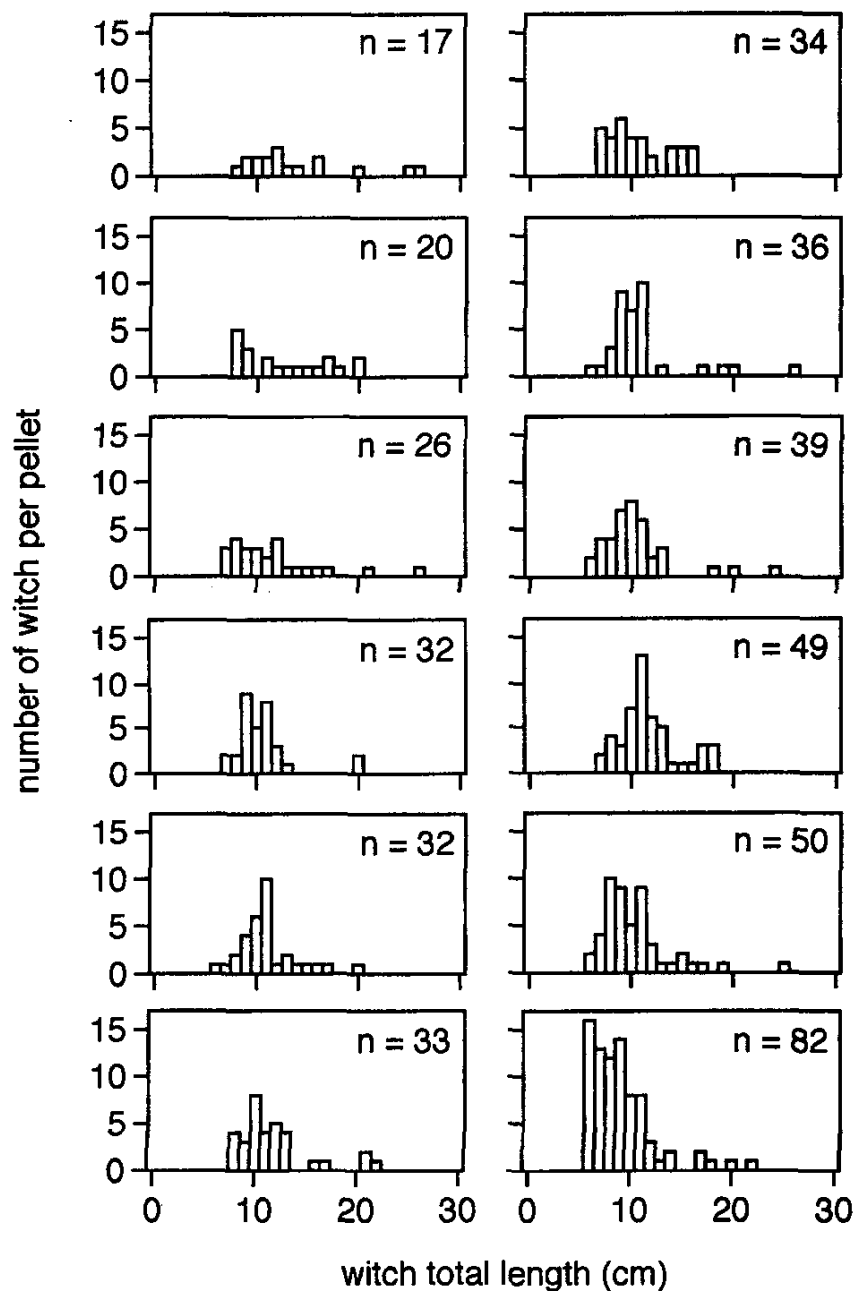 number of witch per pellet
15 n = 17 n = 34
10
5
0
15 n = 20 n = 36
10
5
0
15 n = 26 n = 39
10
5
0
15 n = 32 n = 49
10
5
0
15 n = 32 n = 50
10
5
0
15 n = 33 n = 82
10
5
0
0 10 20 30 0 10 20 30
witch total length (cm)